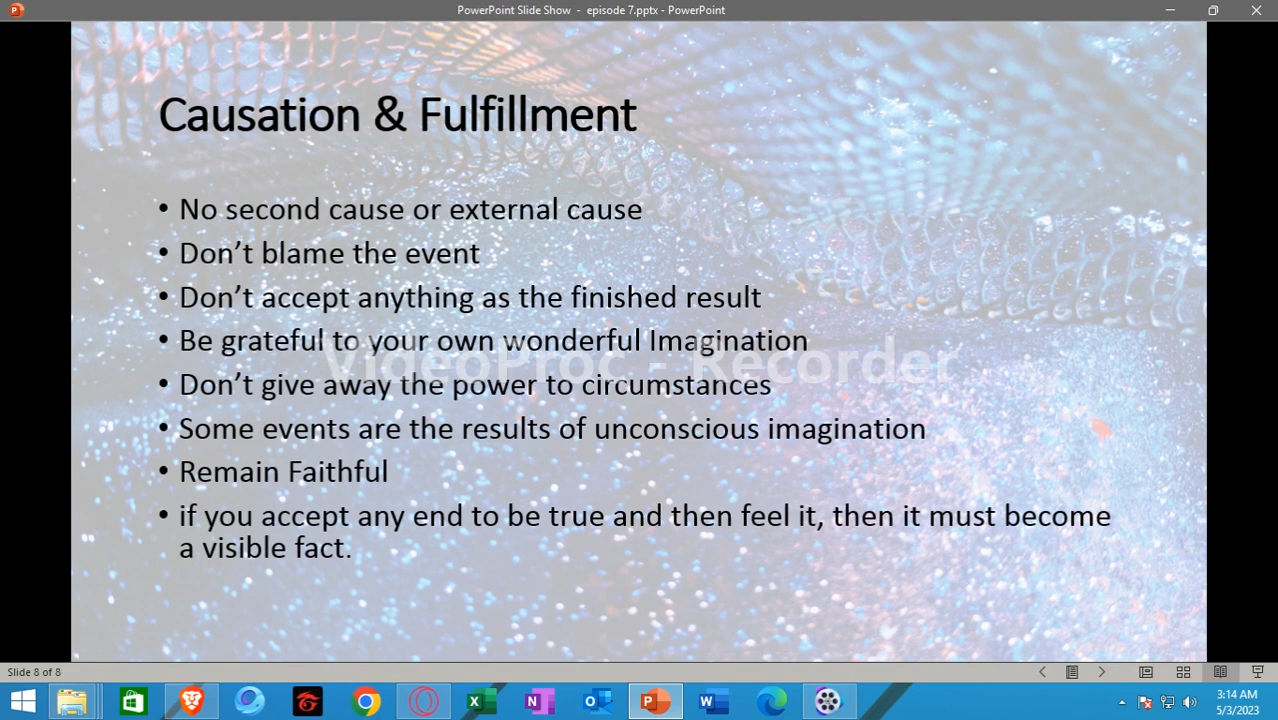 PowerPoint Slide Show - episode 7.pptx - PowerPoint
Causation & Fulfillment
• No second cause or external cause
• Don’t blame the event
• Don’t accept anything as the finished result
• Be grateful to your own wonderful Imagination
VideoProc - Recorder
• Don’t give away the power to circumstances
• Some events are the results of unconscious imagination
• Remain Faithful
• if you accept any end to be true and then feel it, then it must become
a visible fact.
Slide 8 of 8
3:14 AM
5/3/2023